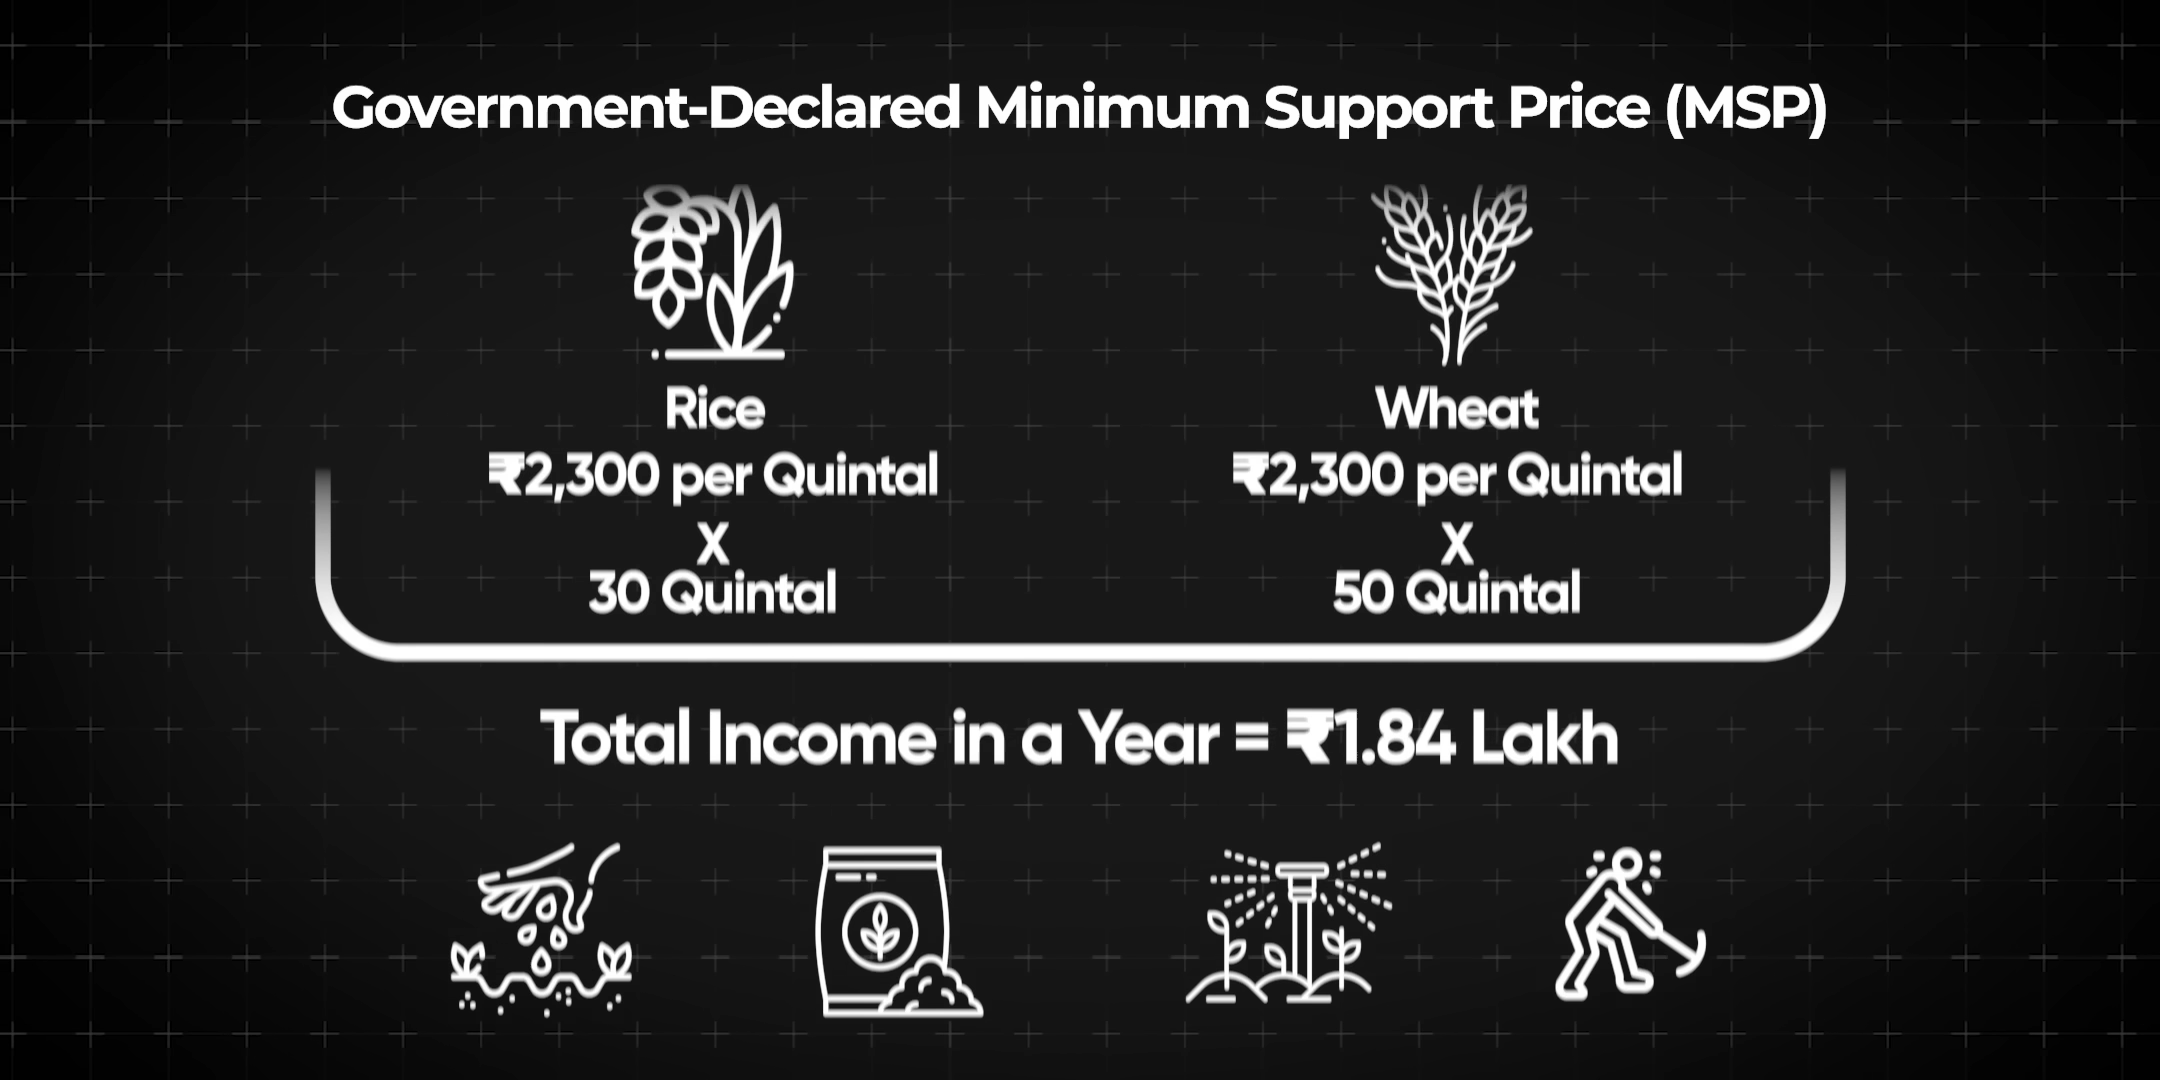 Government-Declared Minimum Support Price (MSP)
Rice
₹2,300 per Quintal
X
30 Quintal
Wheat
₹2,300 per Quintal
X
50 Quintal
Total Income in a Year = ₹1.84 Lakh